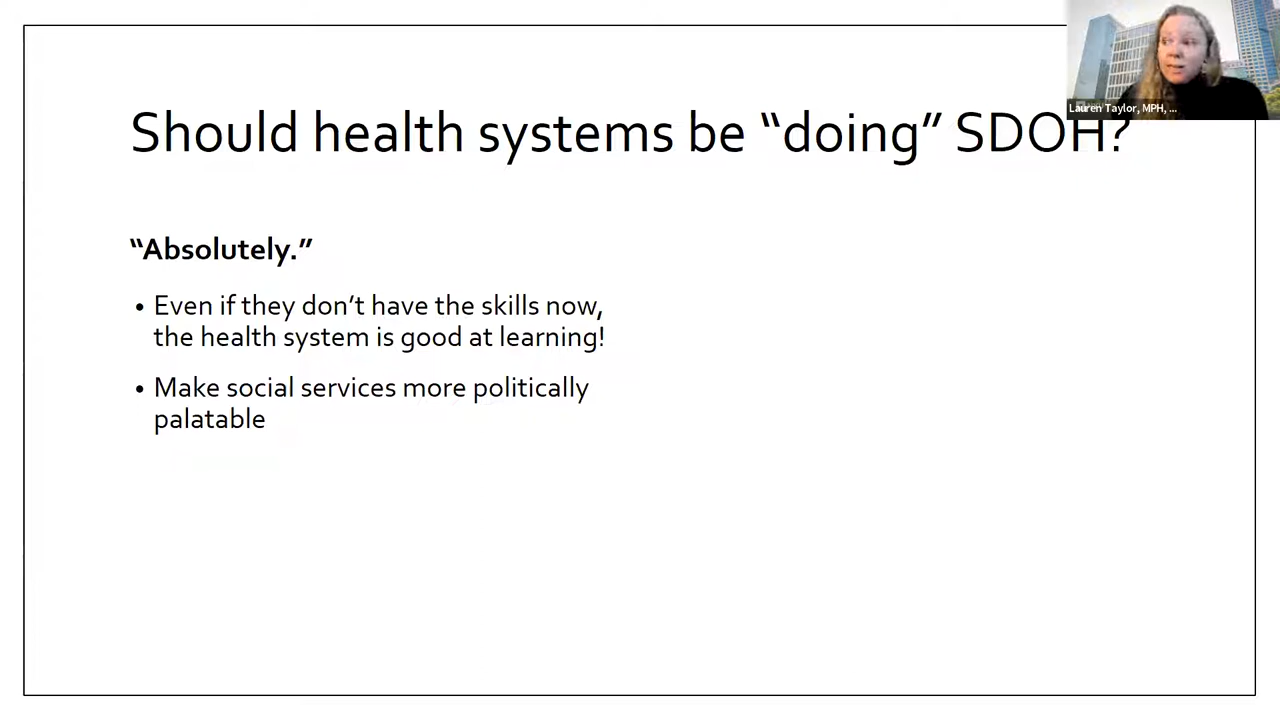 Should health systems be “doing” SDOH?
“Absolutely.”
• Even if they don’t have the skills now,
the health system is good at learning!
• Make social services more politically
palatable
Lauren Taylor, MPH, ...